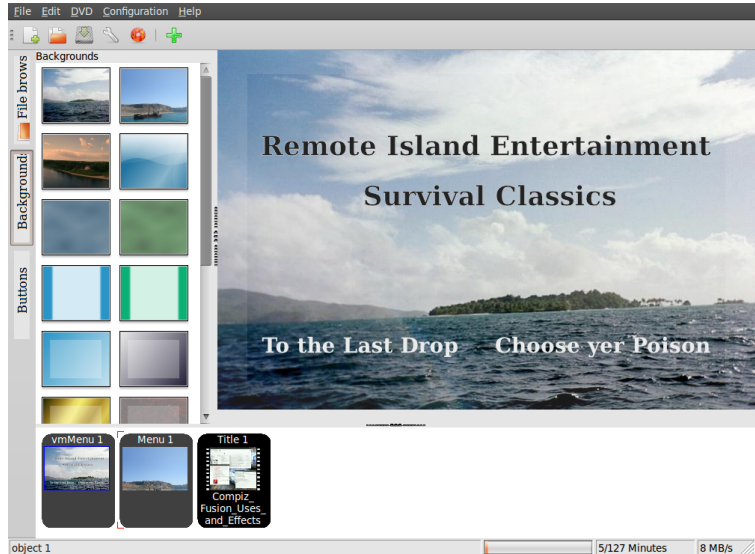 File Edit DVD Configuration Help
Backgrounds
File brows
Backgrounds
Buttons
Remote Island Entertainment
Survival Classics
To the Last Drop Choose yer Poison
vmMenu 1 Menu 1 Title 1
Compiz_
Fusion_Uses_
and_Effects
object 1 5/127 Minutes 8 MB/s